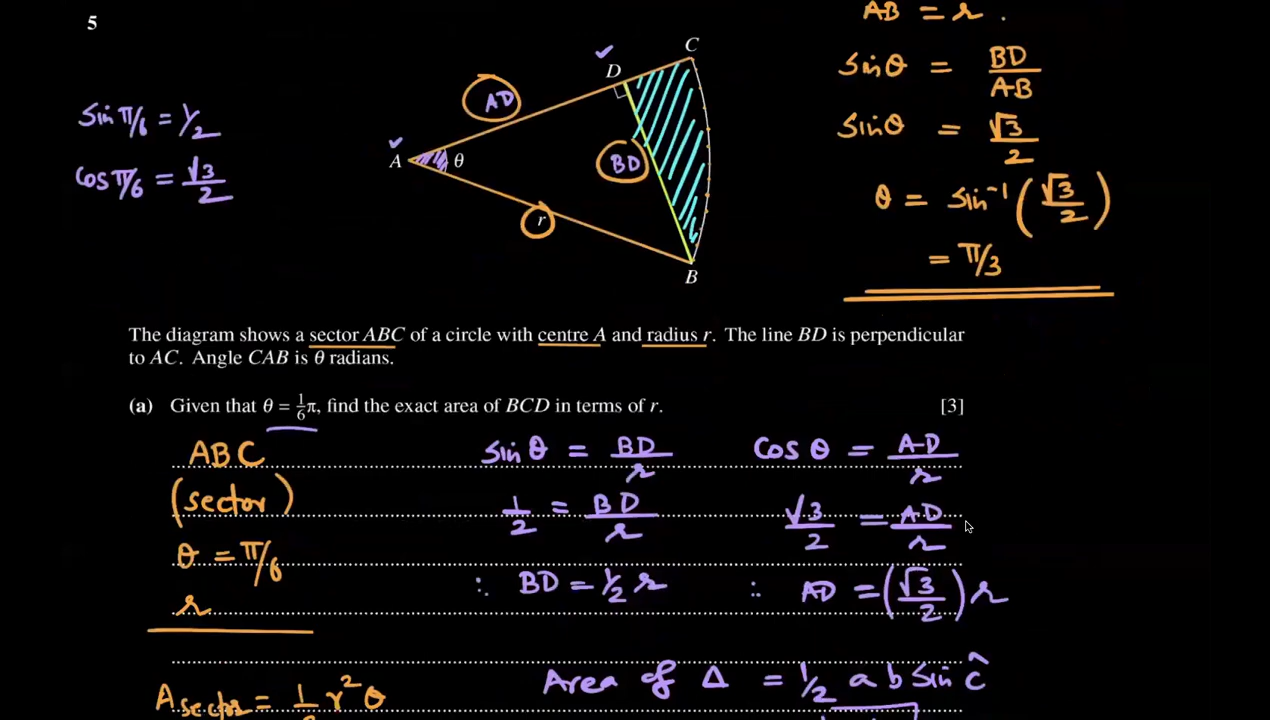 5
AB = r .
sin θ = BD / AB
sin θ = √3 / 2
θ = sin⁻¹ ( √3 / 2 )
= π/3
sin π/6 = 1/2
cos π/6 = √3 / 2
C
D
AD
A
θ
BD
r
B
The diagram shows a sector ABC of a circle with centre A and radius r. The line BD is perpendicular
to AC. Angle CAB is θ radians.
(a) Given that θ = 1/6 π, find the exact area of BCD in terms of r. [3]
ABC
(sector)
θ = π/6
r
sin θ = BD / r
1/2 = BD / r
∴ BD = 1/2 r
cos θ = AD / r
√3 / 2 = AD / r
∴ AD = ( √3 / 2 ) r
Area of Δ = 1/2 a b sin ĉ
A sector = 1/2 r² θ